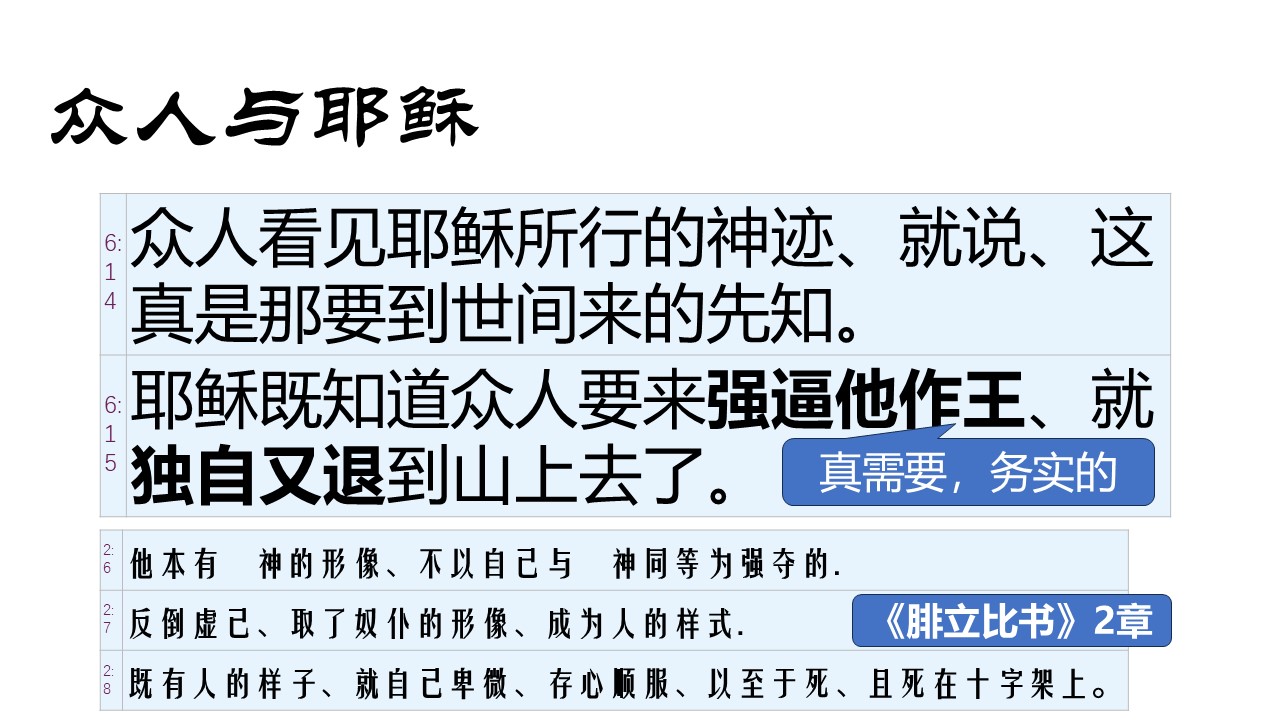 众人与耶稣
6:14 众人看见耶稣所行的神迹、就说、这
真是那要到世间来的先知。
6:15 耶稣既知道众人要来强逼他作王、就
独自又退到山上去了。
真需要，务实的
2:6 他本有　神的形像、不以自己与　神同等为强夺的.
2:7 反倒虚己、取了奴仆的形像、成为人的样式.
《腓立比书》2章
2:8 既有人的样子、就自己卑微、存心顺服、以至于死、且死在十字架上。